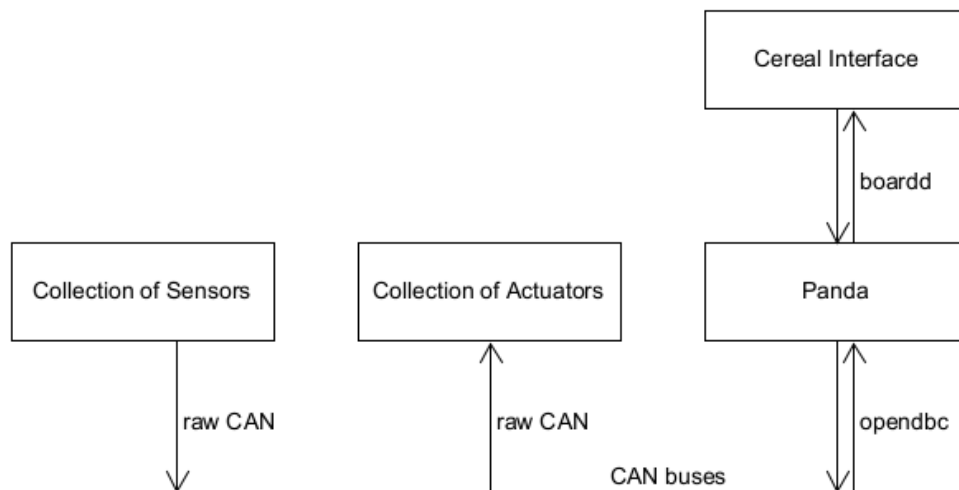 Cereal Interface
boardd
Collection of Sensors
Collection of Actuators
Panda
raw CAN
raw CAN
opendbc
CAN buses